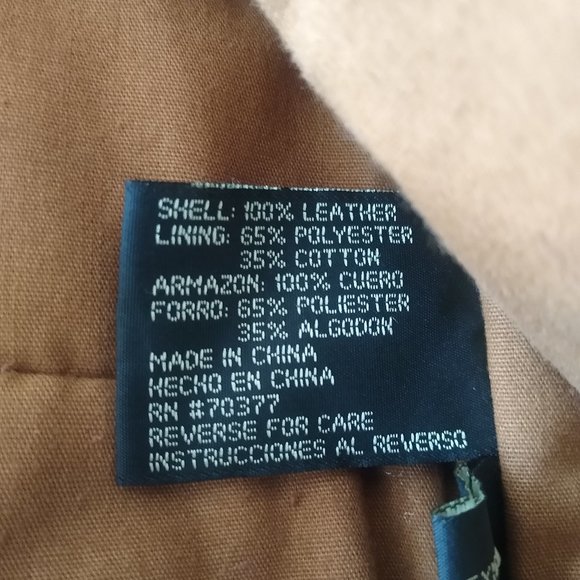 SHELL: 100% LEATHER
LINING: 65% POLYESTER
35% COTTON
ARMAZON: 100% CUERO
FORRO: 65% POLIESTER
35% ALGODON
MADE IN CHINA
HECHO EN CHINA
RN #70377
REVERSE FOR CARE
INSTRUCCIONES AL REVERSO